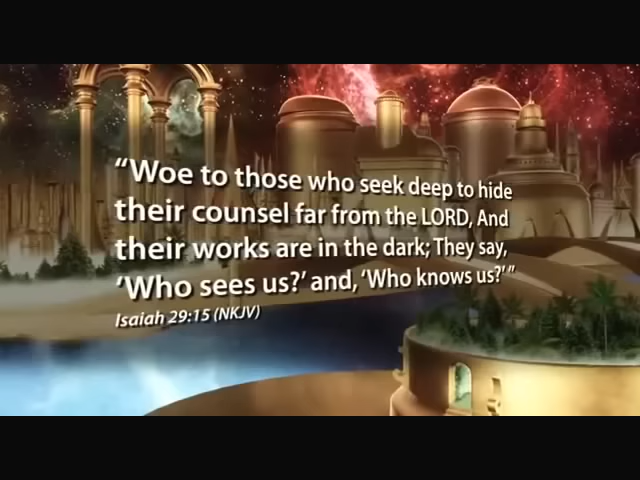 “Woe to those who seek deep to hide
their counsel far from the LORD, And
their works are in the dark; They say,
‘Who sees us?’ and, ‘Who knows us?’”
Isaiah 29:15 (NKJV)